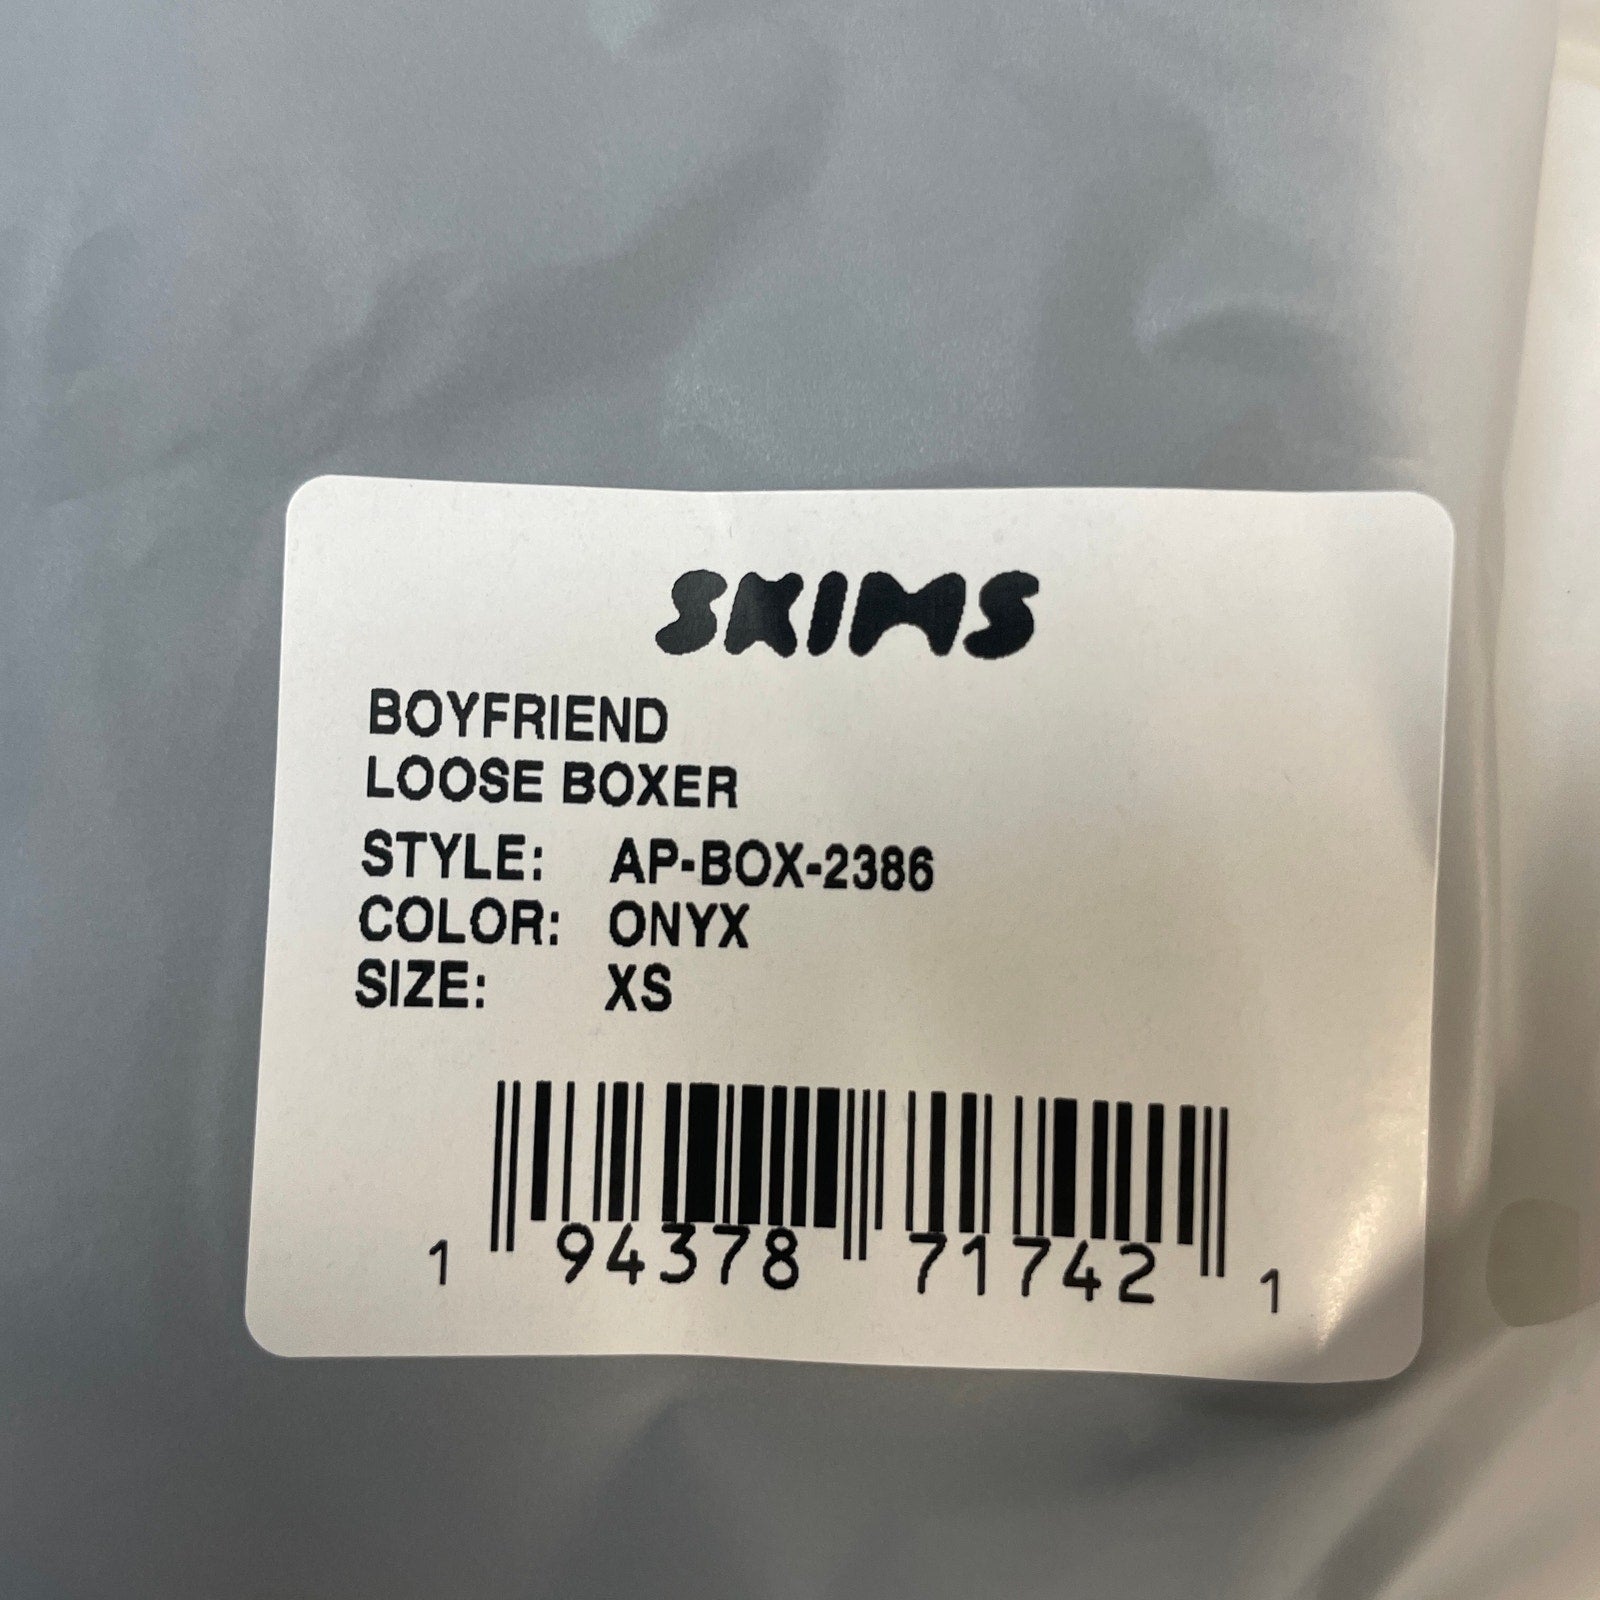 SKIMS
BOYFRIEND
LOOSE BOXER
STYLE: AP-BOX-2386
COLOR: ONYX
SIZE: XS
1 94378 71742 1